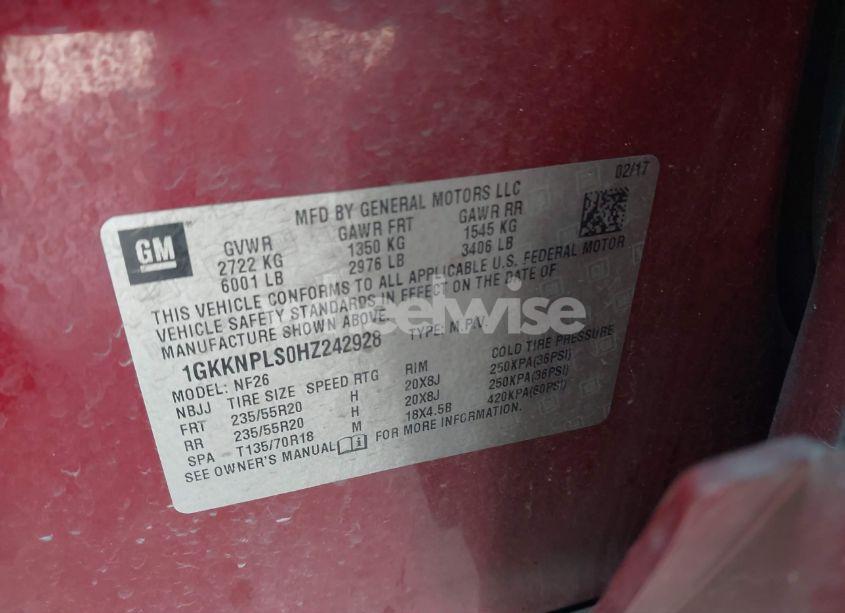 MFD BY GENERAL MOTORS LLC 02/17
GM
GVWR GAWR FRT GAWR RR
2722 KG 1350 KG 1545 KG
6001 LB 2976 LB 3406 LB
THIS VEHICLE CONFORMS TO ALL APPLICABLE U.S. FEDERAL MOTOR
VEHICLE SAFETY STANDARDS IN EFFECT ON THE DATE OF
MANUFACTURE SHOWN ABOVE.
1GKKNPLS0HZ242928 TYPE: M.P.V.
MODEL: NF26
NBJJ TIRE SIZE SPEED RTG RIM COLD TIRE PRESSURE
FRT 235/55R20 H 20X8J 250KPA(36PSI)
RR 235/55R20 H 20X8J 250KPA(36PSI)
SPA T135/70R18 M 18X4.5B 420KPA(60PSI)
SEE OWNER'S MANUAL FOR MORE INFORMATION.